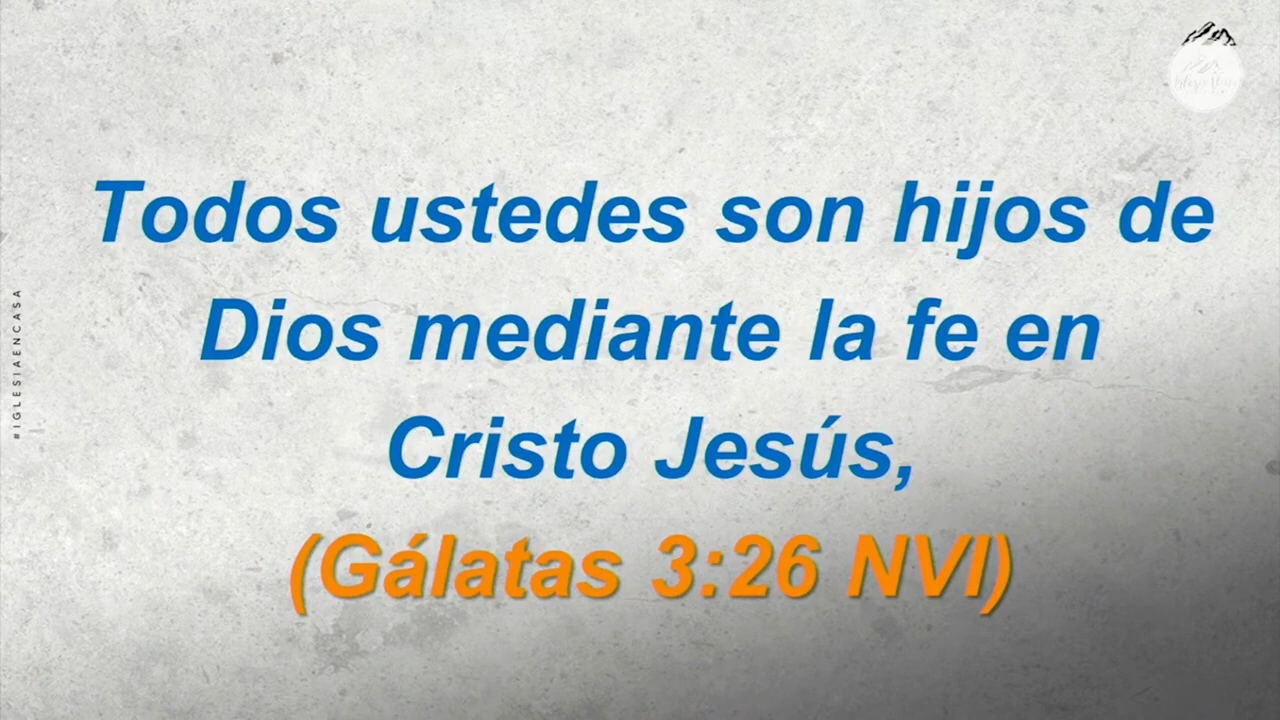 Todos ustedes son hijos de
Dios mediante la fe en
Cristo Jesús,
(Gálatas 3:26 NVI)
#IGLESIAENCASA